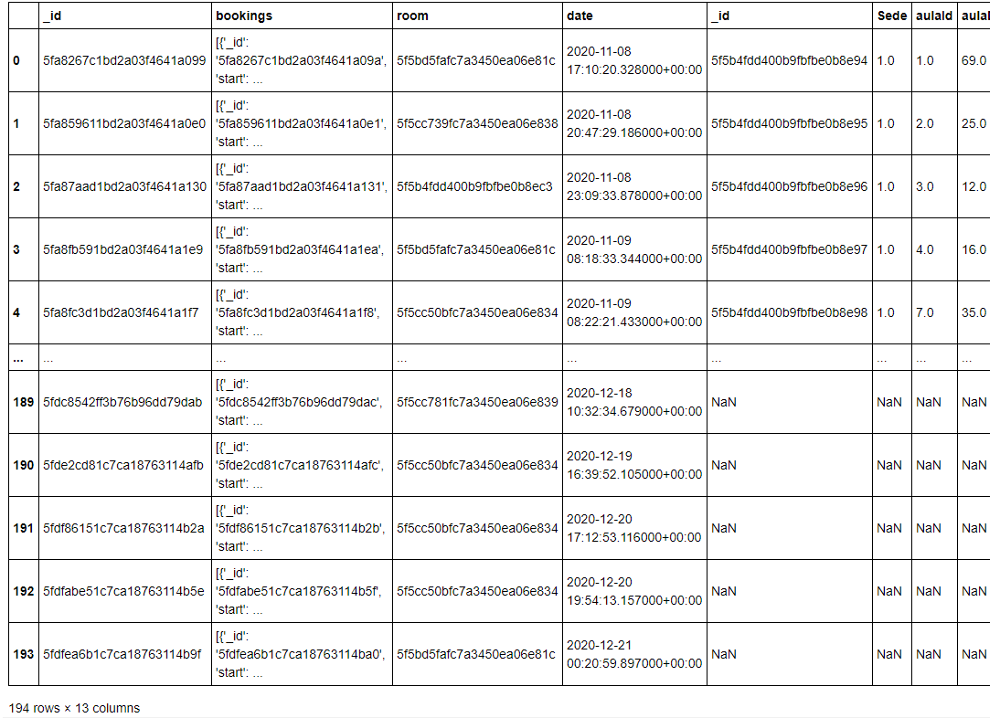 _id bookings room date _id Sede aulaId aulaI
0 5fa8267c1bd2a03f4641a099 [{'_id': '5fa8267c1bd2a03f4641a09a', 'start': ... 5f5bd5fafc7a3450ea06e81c 2020-11-08 17:10:20.328000+00:00 5f5b4fdd400b9fbfbe0b8e94 1.0 1.0 69.0
1 5fa859611bd2a03f4641a0e0 [{'_id': '5fa859611bd2a03f4641a0e1', 'start': ... 5f5cc739fc7a3450ea06e838 2020-11-08 20:47:29.186000+00:00 5f5b4fdd400b9fbfbe0b8e95 1.0 2.0 25.0
2 5fa87aad1bd2a03f4641a130 [{'_id': '5fa87aad1bd2a03f4641a131', 'start': ... 5f5b4fdd400b9fbfbe0b8ec3 2020-11-08 23:09:33.878000+00:00 5f5b4fdd400b9fbfbe0b8e96 1.0 3.0 12.0
3 5fa8fb591bd2a03f4641a1e9 [{'_id': '5fa8fb591bd2a03f4641a1ea', 'start': ... 5f5bd5fafc7a3450ea06e81c 2020-11-09 08:18:33.344000+00:00 5f5b4fdd400b9fbfbe0b8e97 1.0 4.0 16.0
4 5fa8fc3d1bd2a03f4641a1f7 [{'_id': '5fa8fc3d1bd2a03f4641a1f8', 'start': ... 5f5cc50bfc7a3450ea06e834 2020-11-09 08:22:21.433000+00:00 5f5b4fdd400b9fbfbe0b8e98 1.0 7.0 35.0
... ... ... ... ... ... ... ... ...
189 5fdc8542ff3b76b96dd79dab [{'_id': '5fdc8542ff3b76b96dd79dac', 'start': ... 5f5cc781fc7a3450ea06e839 2020-12-18 10:32:34.679000+00:00 NaN NaN NaN NaN
190 5fde2cd81c7ca18763114afb [{'_id': '5fde2cd81c7ca18763114afc', 'start': ... 5f5cc50bfc7a3450ea06e834 2020-12-19 16:39:52.105000+00:00 NaN NaN NaN NaN
191 5fdf86151c7ca18763114b2a [{'_id': '5fdf86151c7ca18763114b2b', 'start': ... 5f5cc50bfc7a3450ea06e834 2020-12-20 17:12:53.116000+00:00 NaN NaN NaN NaN
192 5fdfabe51c7ca18763114b5e [{'_id': '5fdfabe51c7ca18763114b5f', 'start': ... 5f5cc50bfc7a3450ea06e834 2020-12-20 19:54:13.157000+00:00 NaN NaN NaN NaN
193 5fdfea6b1c7ca18763114b9f [{'_id': '5fdfea6b1c7ca18763114ba0', 'start': ... 5f5bd5fafc7a3450ea06e81c 2020-12-21 00:20:59.897000+00:00 NaN NaN NaN NaN
194 rows × 13 columns